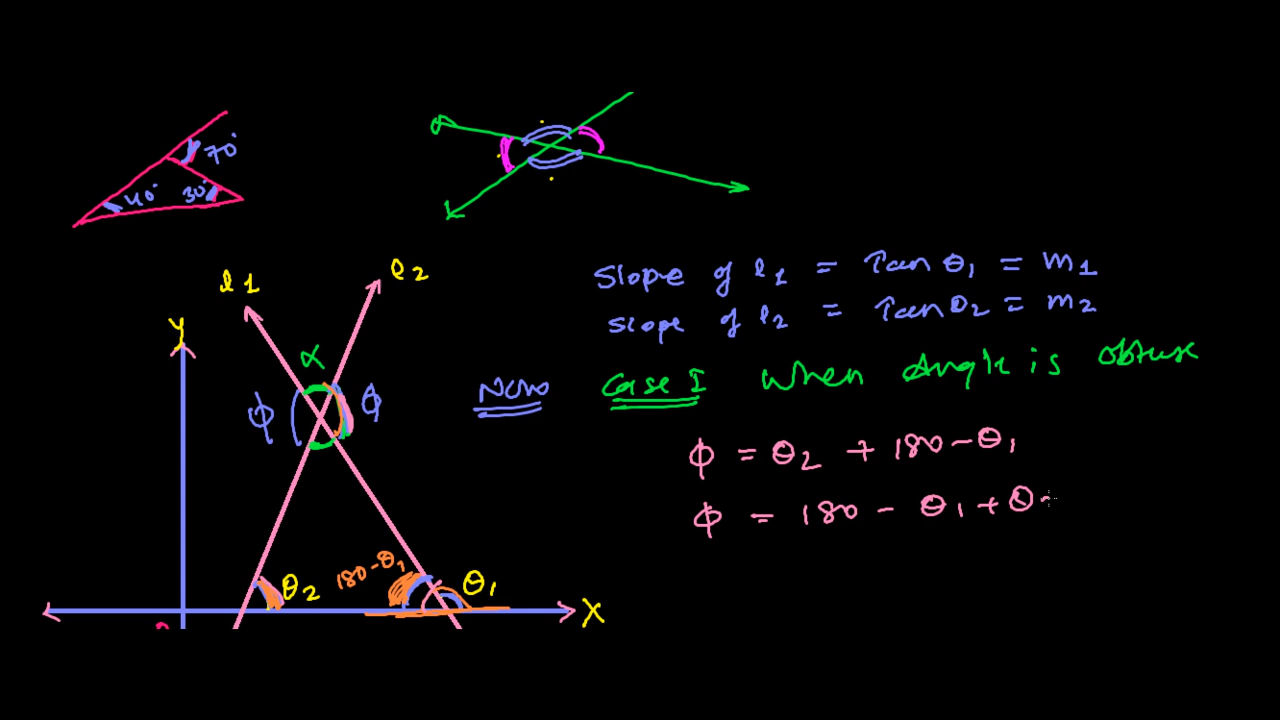 70°
40° 30°
l1
l2
Y
α
ϕ
ϕ
θ2
180-θ1
θ1
X
Slope of l1 = Tan θ1 = m1
Slope of l2 = Tan θ2 = m2
Now Case I When Angle is obtuse
ϕ = θ2 + 180 - θ1
ϕ = 180 - θ1 + θ